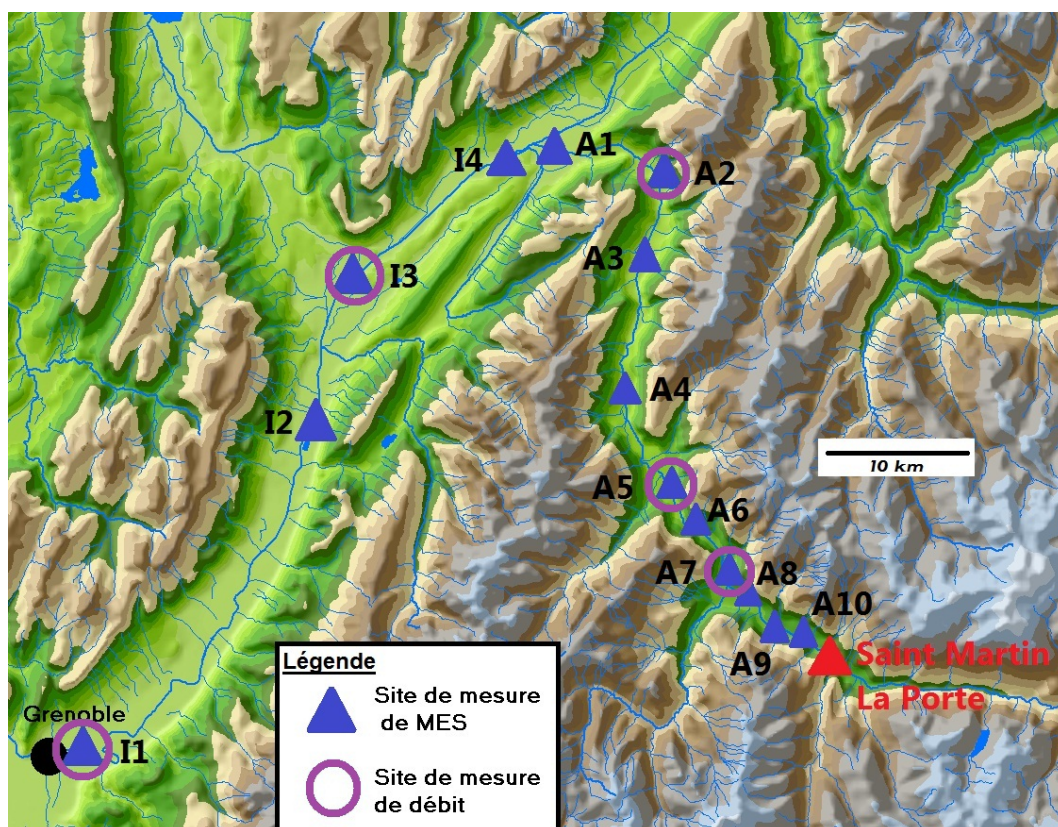 I4
A1
A2
A3
I3
A4
I2
10 km
A5
A6
A7
A8
A10
A9
Saint Martin
La Porte
Grenoble
I1
Légende
Site de mesure
de MES
Site de mesure
de débit